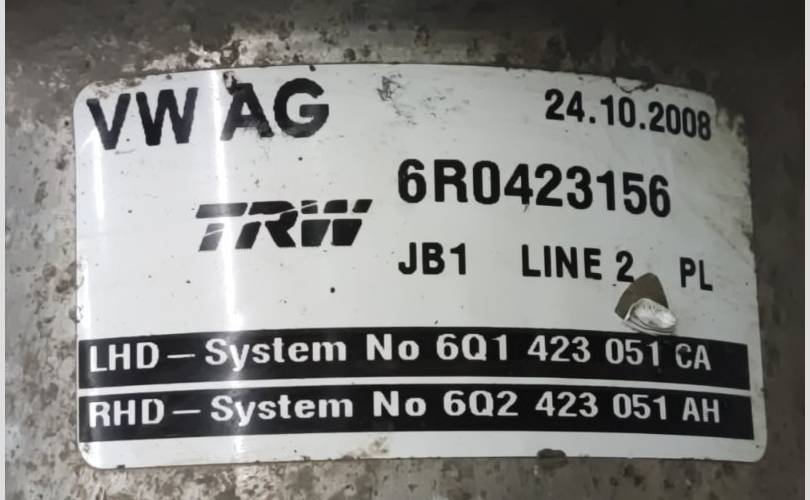 VW AG 24.10.2008
6R0423156
TRW
JB1 LINE 2 PL
LHD – System No 6Q1 423 051 CA
RHD – System No 6Q2 423 051 AH